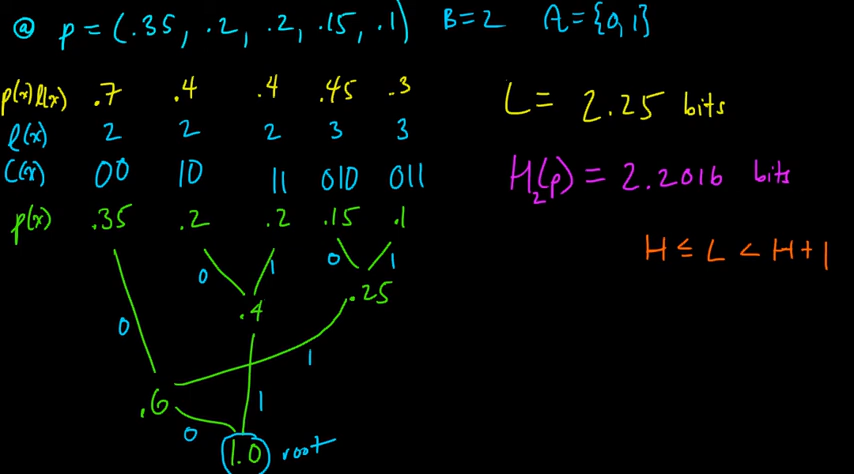 ⓐ p = (.35, .2, .2, .15, .1) B=2 A = {0,1}
p(x)ℓ(x) .7 .4 .4 .45 .3
L = 2.25 bits
ℓ(x) 2 2 2 3 3
C(x) 00 10 11 010 011
H₂(p) = 2.2016 bits
p(x) .35 .2 .2 .15 .1
H ≤ L < H+1
0 1 0 1
.4 .25
0
1
.6 1
0
1.0 root